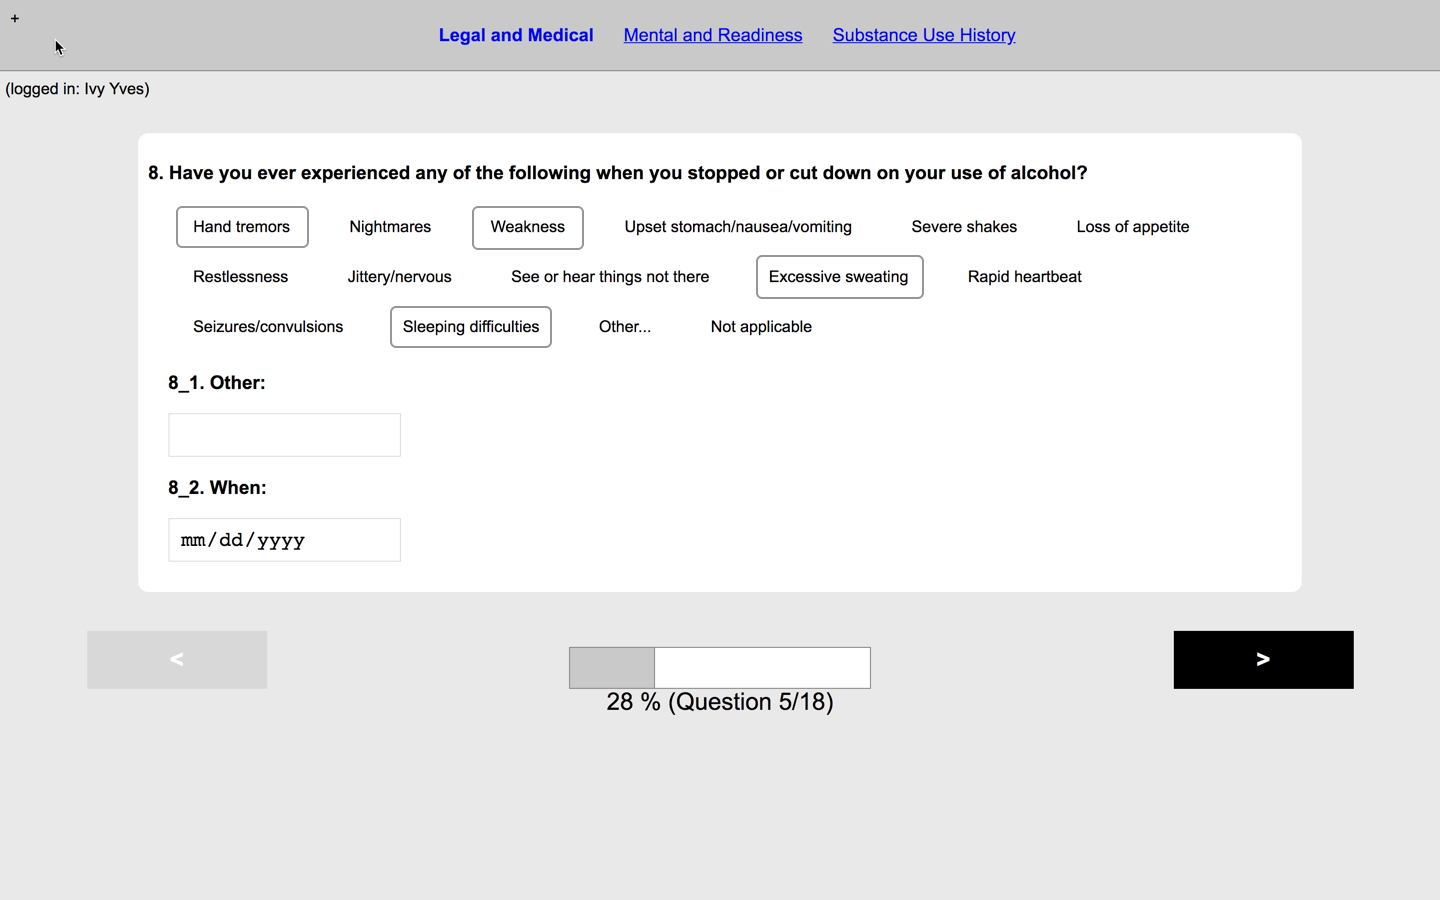 +
Legal and Medical Mental and Readiness Substance Use History
(logged in: Ivy Yves)
8. Have you ever experienced any of the following when you stopped or cut down on your use of alcohol?
Hand tremors Nightmares Weakness Upset stomach/nausea/vomiting Severe shakes Loss of appetite
Restlessness Jittery/nervous See or hear things not there Excessive sweating Rapid heartbeat
Seizures/convulsions Sleeping difficulties Other... Not applicable
8_1. Other:
8_2. When:
mm/dd/yyyy
< >
28 % (Question 5/18)